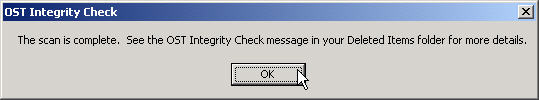 OST Integrity Check
The scan is complete. See the OST Integrity Check message in your Deleted Items folder for more details.
OK